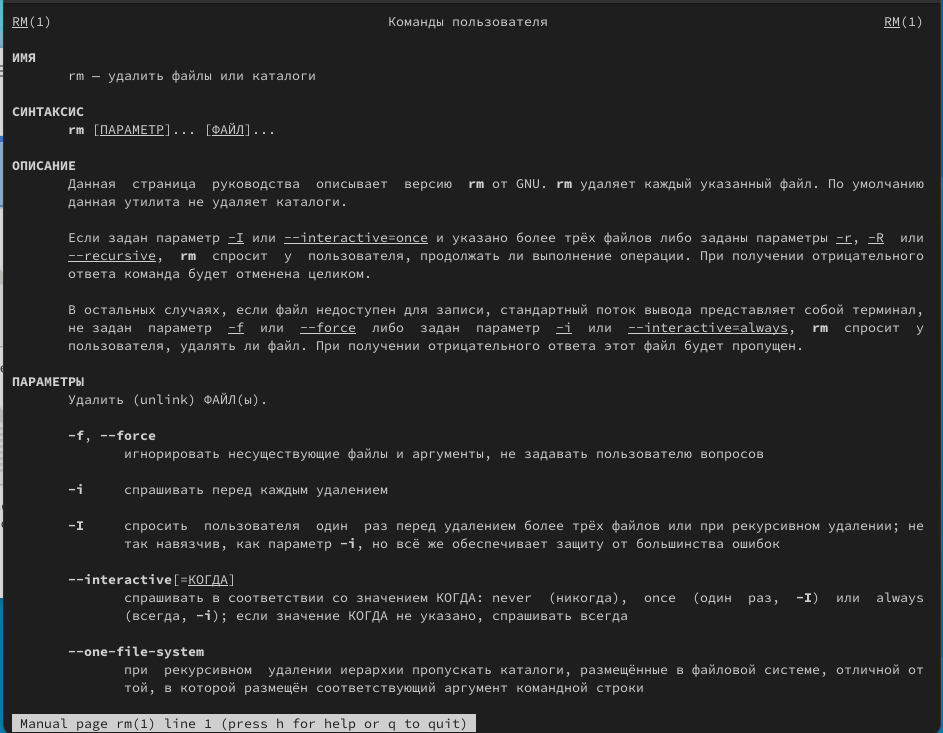 RM(1) Команды пользователя RM(1)
ИМЯ
rm — удалить файлы или каталоги
СИНТАКСИС
rm [ПАРАМЕТР]... [ФАЙЛ]...
ОПИСАНИЕ
Данная страница руководства описывает версию rm от GNU. rm удаляет каждый указанный файл. По умолчанию
данная утилита не удаляет каталоги.
Если задан параметр -I или --interactive=once и указано более трёх файлов либо заданы параметры -r, -R или
--recursive, rm спросит у пользователя, продолжать ли выполнение операции. При получении отрицательного
ответа команда будет отменена целиком.
В остальных случаях, если файл недоступен для записи, стандартный поток вывода представляет собой терминал,
не задан параметр -f или --force либо задан параметр -i или --interactive=always, rm спросит у
пользователя, удалять ли файл. При получении отрицательного ответа этот файл будет пропущен.
ПАРАМЕТРЫ
Удалить (unlink) ФАЙЛ(ы).
-f, --force
игнорировать несуществующие файлы и аргументы, не задавать пользователю вопросов
-i спрашивать перед каждым удалением
-I спросить пользователя один раз перед удалением более трёх файлов или при рекурсивном удалении; не
так навязчив, как параметр -i, но всё же обеспечивает защиту от большинства ошибок
--interactive[=КОГДА]
спрашивать в соответствии со значением КОГДА: never (никогда), once (один раз, -I) или always
(всегда, -i); если значение КОГДА не указано, спрашивать всегда
--one-file-system
при рекурсивном удалении иерархии пропускать каталоги, размещённые в файловой системе, отличной от
той, в которой размещён соответствующий аргумент командной строки
Manual page rm(1) line 1 (press h for help or q to quit)